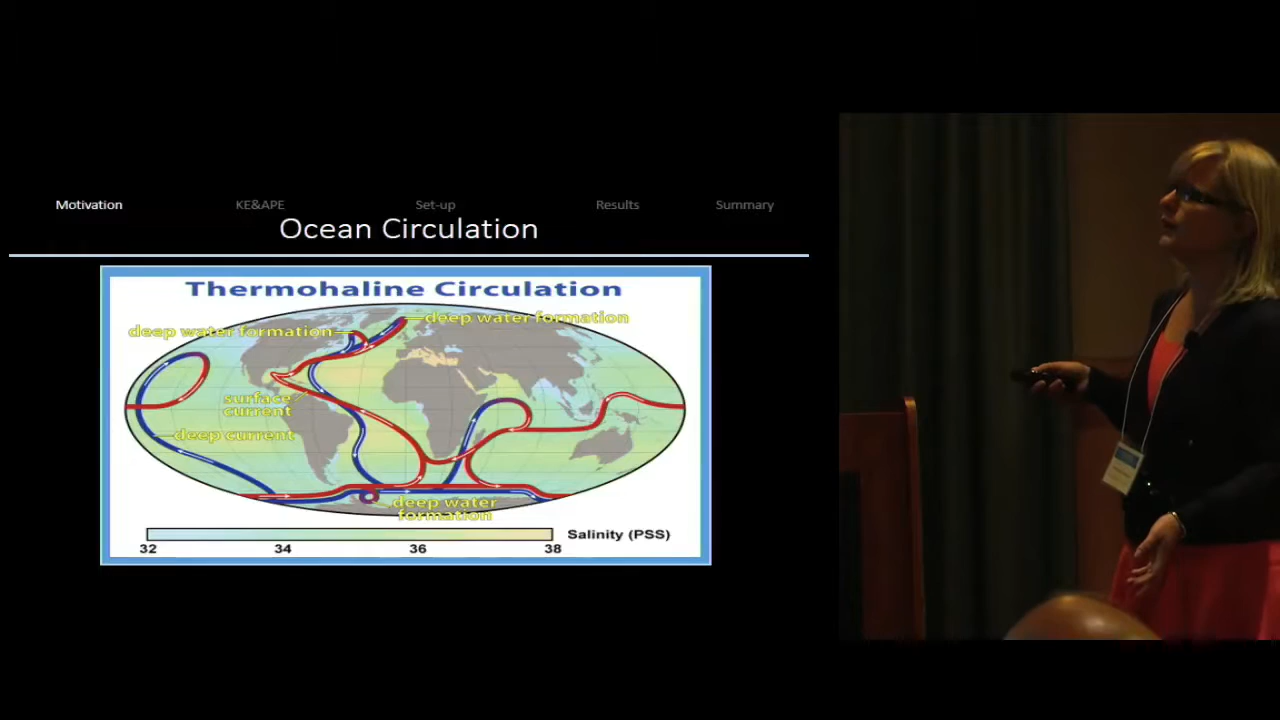 Motivation KE&APE Set-up Results Summary
Ocean Circulation
Thermohaline Circulation
deep water formation
deep water formation
surface
current
deep current
deep water
formation
Salinity (PSS)
32 34 36 38